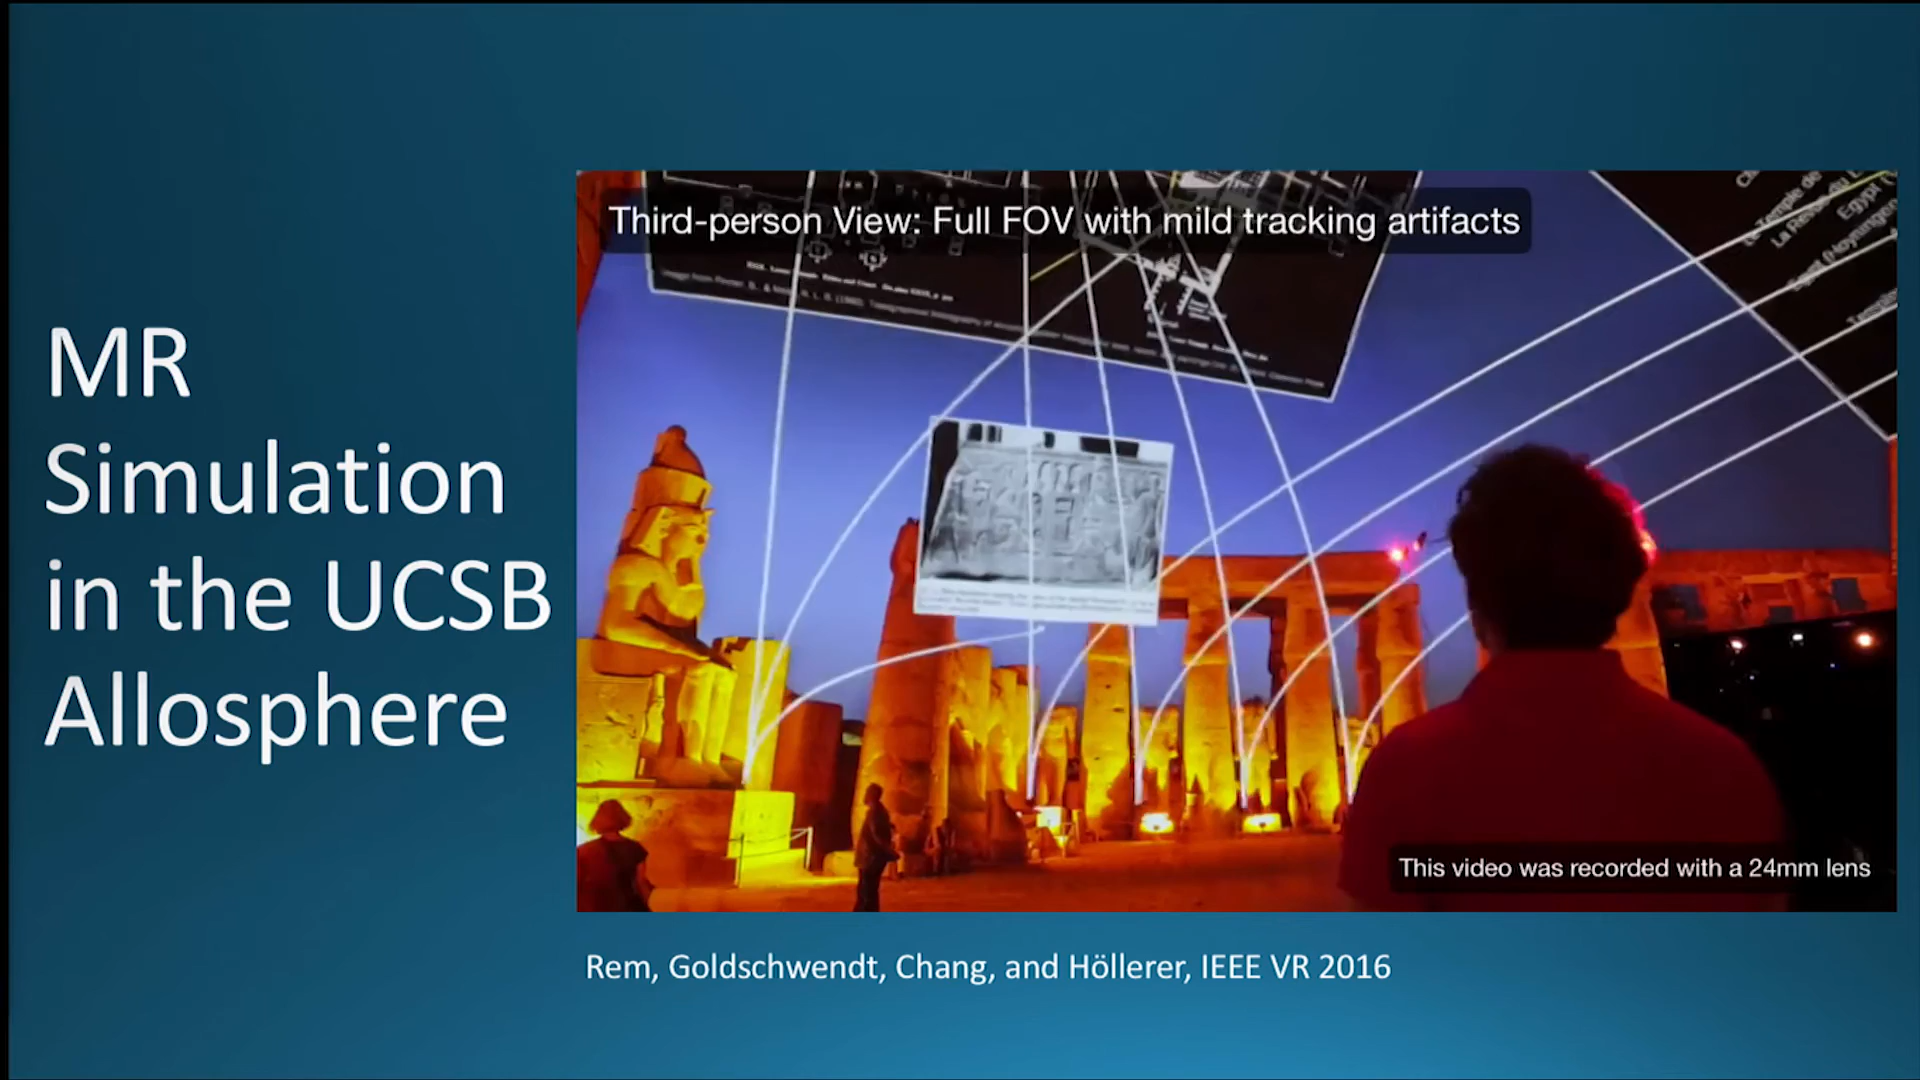 MR
Simulation
in the UCSB
Allosphere
Third-person View: Full FOV with mild tracking artifacts
This video was recorded with a 24mm lens
Rem, Goldschwendt, Chang, and Höllerer, IEEE VR 2016